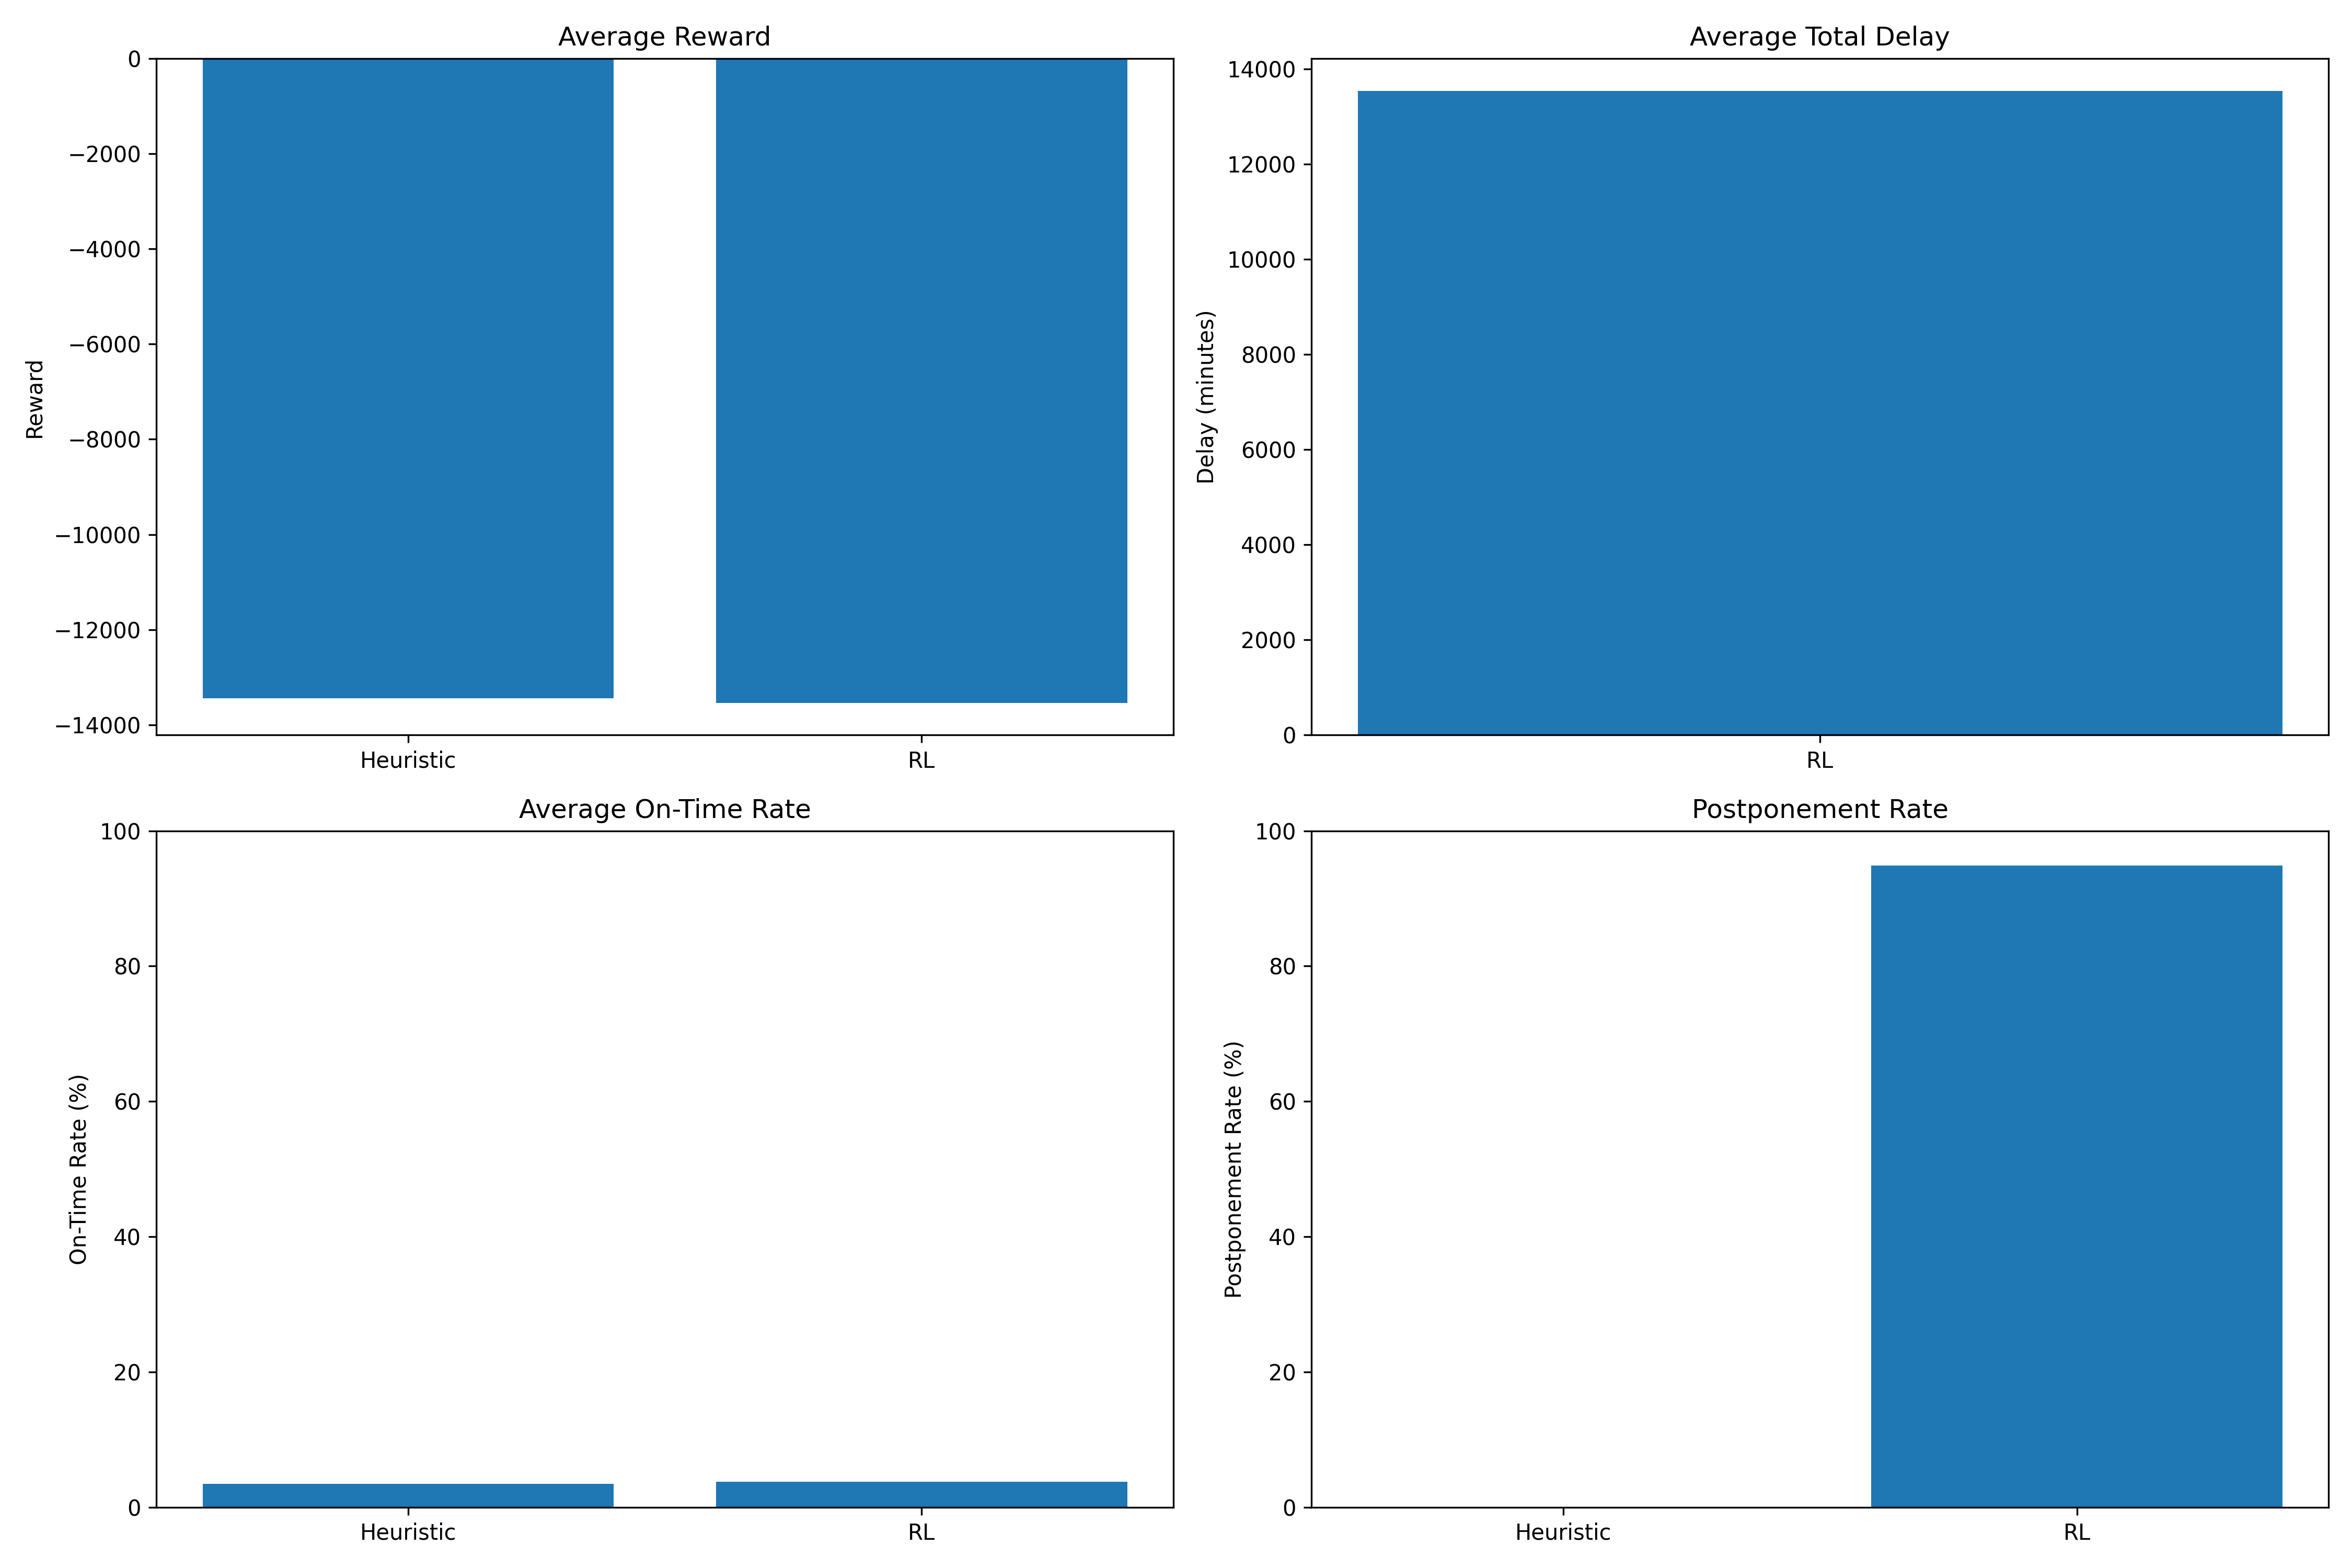 Average Reward
0
−2000
−4000
−6000
−8000
−10000
−12000
−14000
Reward
Heuristic
RL
Average Total Delay
14000
12000
10000
8000
6000
4000
2000
0
Delay (minutes)
RL
Average On-Time Rate
100
80
60
40
20
0
On-Time Rate (%)
Heuristic
RL
Postponement Rate
100
80
60
40
20
0
Postponement Rate (%)
Heuristic
RL